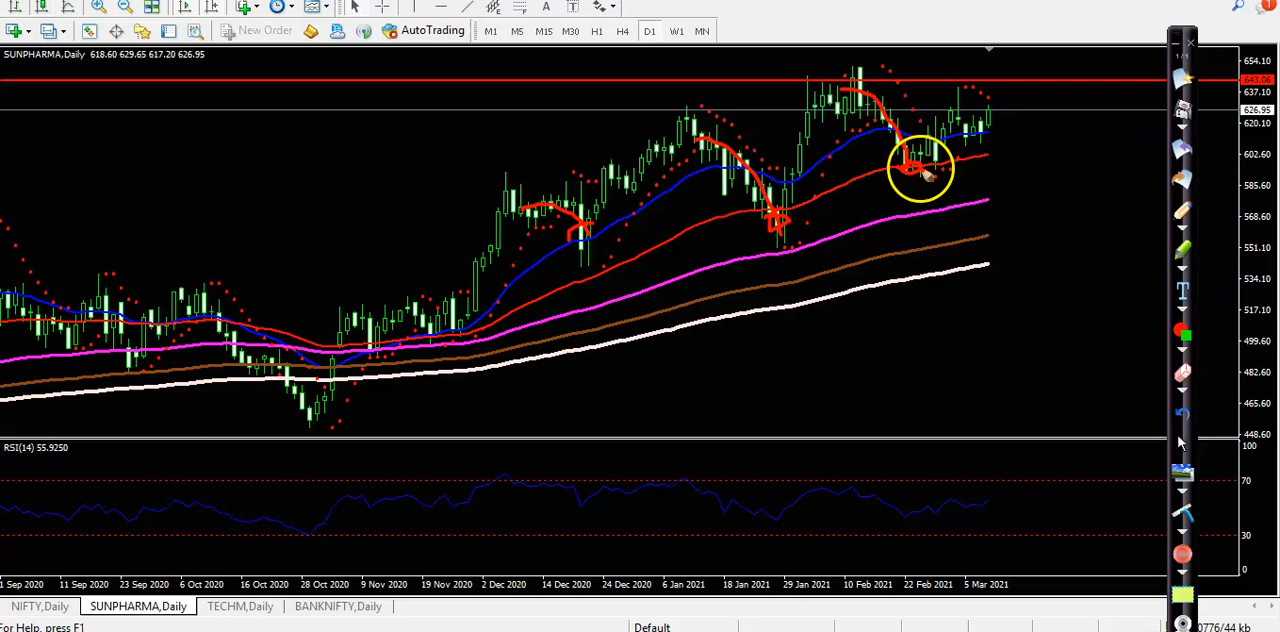 New Order
AutoTrading
M1 M5 M15 M30 H1 H4 D1 W1 MN
1
SUNPHARMA,Daily 618.60 629.65 617.20 626.95
1/1
654.10
643.06
637.10
626.95
620.10
602.60
585.60
568.60
551.10
534.10
517.10
499.60
482.60
465.60
448.60
RSI(14) 55.9250
100
70
30
0
1 Sep 2020 11 Sep 2020 23 Sep 2020 6 Oct 2020 16 Oct 2020 28 Oct 2020 9 Nov 2020 19 Nov 2020 2 Dec 2020 14 Dec 2020 24 Dec 2020 6 Jan 2021 18 Jan 2021 29 Jan 2021 10 Feb 2021 22 Feb 2021 5 Mar 2021
NIFTY,Daily SUNPHARMA,Daily TECHM,Daily BANKNIFTY,Daily
For Help, press F1 Default 0776/44 kb